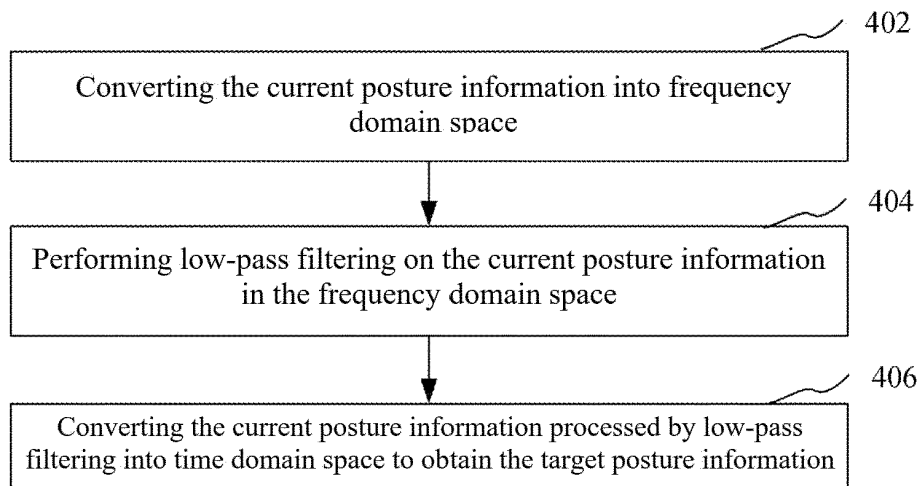 402
Converting the current posture information into frequency
domain space
404
Performing low-pass filtering on the current posture information
in the frequency domain space
406
Converting the current posture information processed by low-pass
filtering into time domain space to obtain the target posture information